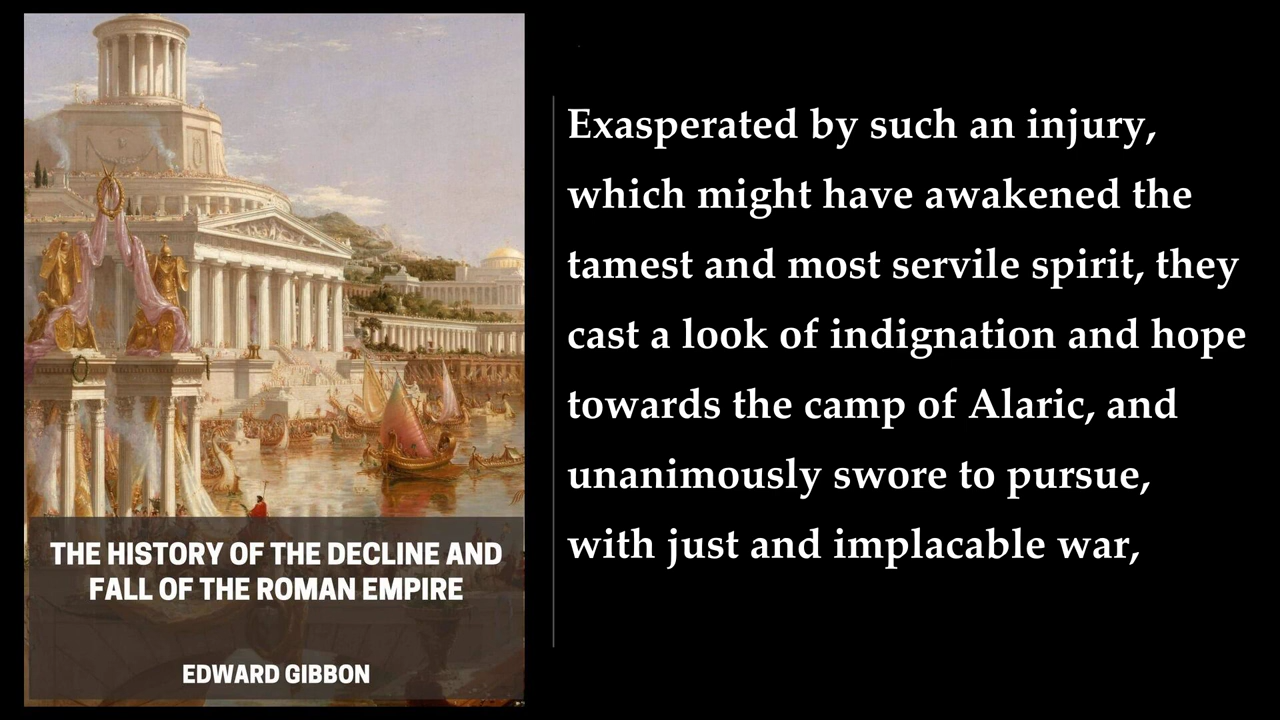 THE HISTORY OF THE DECLINE AND
FALL OF THE ROMAN EMPIRE
EDWARD GIBBON
Exasperated by such an injury,
which might have awakened the
tamest and most servile spirit, they
cast a look of indignation and hope
towards the camp of Alaric, and
unanimously swore to pursue,
with just and implacable war,